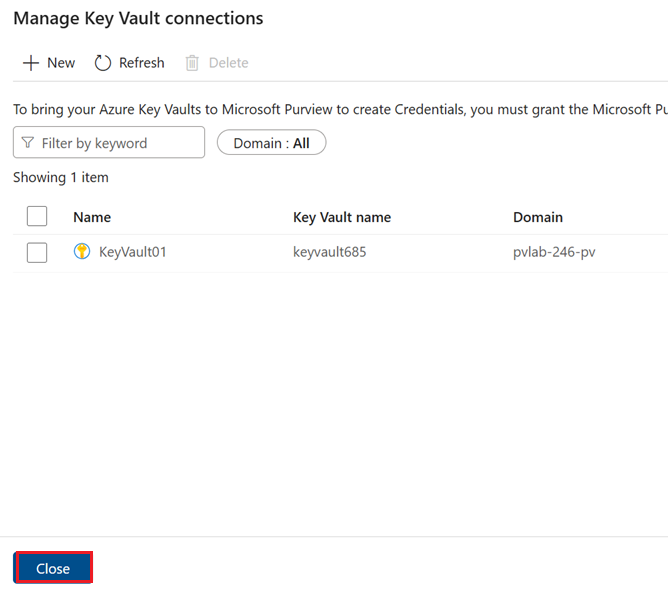 Manage Key Vault connections
New Refresh Delete
To bring your Azure Key Vaults to Microsoft Purview to create Credentials, you must grant the Microsoft Pu
Filter by keyword Domain : All
Showing 1 item
Name Key Vault name Domain
KeyVault01 keyvault685 pvlab-246-pv
Close